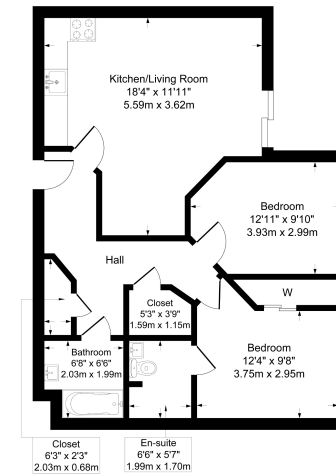 Kitchen/Living Room
18'4" x 11'11"
5.59m x 3.62m
Bedroom
12'11" x 9'10"
3.93m x 2.99m
Hall
Closet
5'3" x 3'9"
1.59m x 1.15m
W
Bathroom
6'8" x 6'6"
2.03m x 1.99m
Bedroom
12'4" x 9'8"
3.75m x 2.95m
Closet
6'3" x 2'3"
2.03m x 0.68m
En-suite
6'6" x 5'7"
1.99m x 1.70m